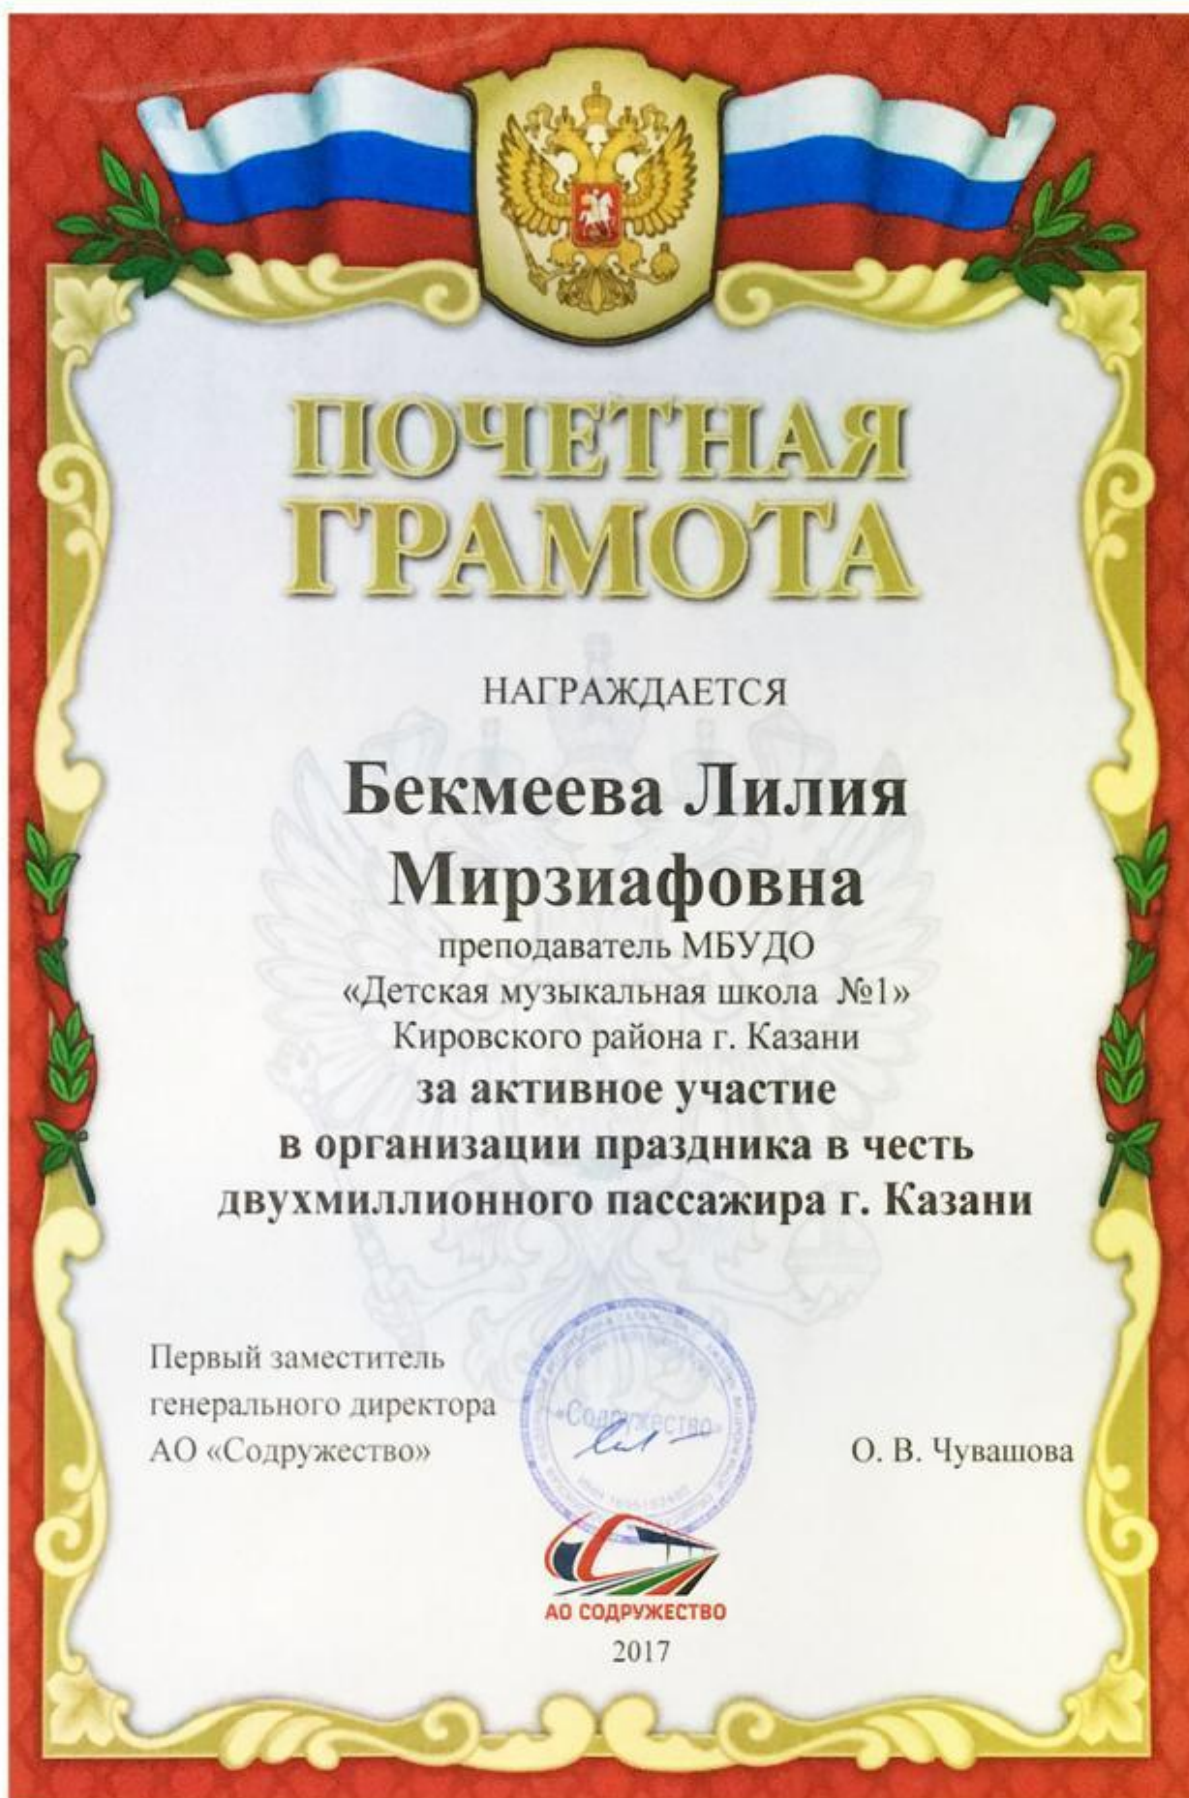 ПОЧЕТНАЯ
ГРАМОТА
НАГРАЖДАЕТСЯ
Бекмеева Лилия
Мирзиафовна
преподаватель МБУДО
«Детская музыкальная школа №1»
Кировского района г. Казани
за активное участие
в организации праздника в честь
двухмиллионного пассажира г. Казани
Первый заместитель
генерального директора
АО «Содружество»
«Содружество»
О. В. Чувашова
АО СОДРУЖЕСТВО
2017